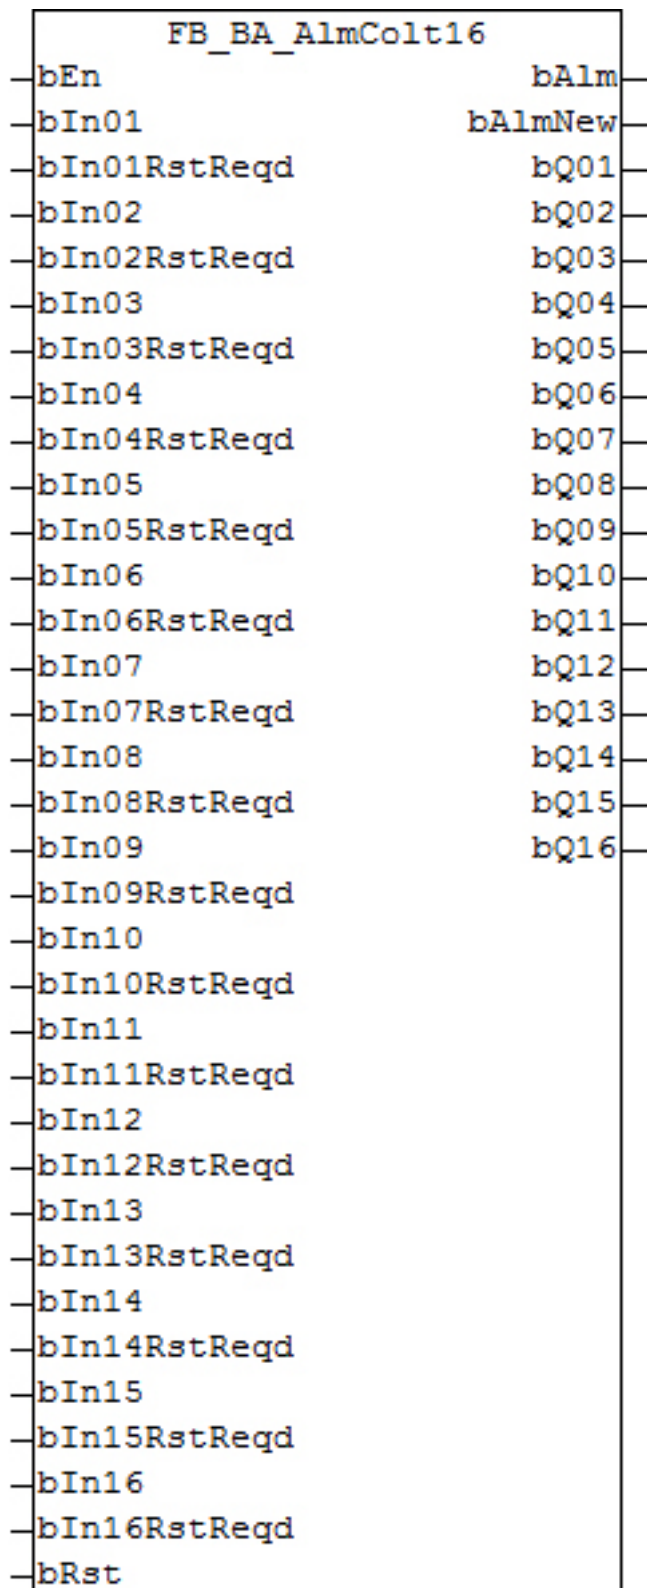 FB_BA_AlmColt16
bEn bAlm
bIn01 bAlmNew
bIn01RstReqd bQ01
bIn02 bQ02
bIn02RstReqd bQ03
bIn03 bQ04
bIn03RstReqd bQ05
bIn04 bQ06
bIn04RstReqd bQ07
bIn05 bQ08
bIn05RstReqd bQ09
bIn06 bQ10
bIn06RstReqd bQ11
bIn07 bQ12
bIn07RstReqd bQ13
bIn08 bQ14
bIn08RstReqd bQ15
bIn09 bQ16
bIn09RstReqd
bIn10
bIn10RstReqd
bIn11
bIn11RstReqd
bIn12
bIn12RstReqd
bIn13
bIn13RstReqd
bIn14
bIn14RstReqd
bIn15
bIn15RstReqd
bIn16
bIn16RstReqd
bRst